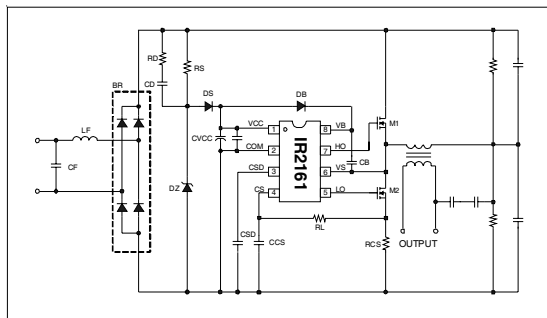 RD
RS
CD
BR
DS
DB
LF
CF
CVCC
VCC
1
8
VB
M1
COM
2
7
HO
CB
CSD
3
6
VS
M2
CS
4
5
LO
IR2161
DZ
CSD
CCS
RL
RCS
OUTPUT